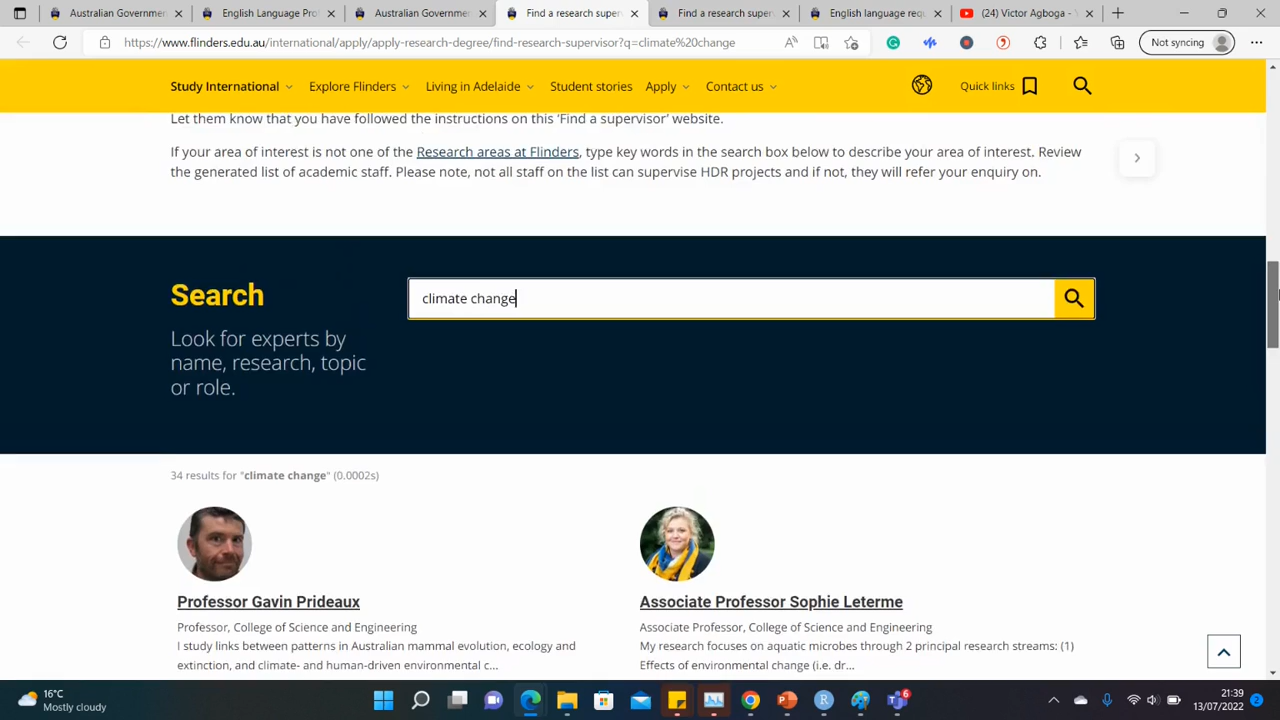 Australian Governmen
English Language Prof
Australian Governmen
Find a research super
Find a research superv
English language requ
(24) Victor Agboga - Y
https://www.flinders.edu.au/international/apply/apply-research-degree/find-research-supervisor?q=climate%20change
Not syncing
Study International
Explore Flinders
Living in Adelaide
Student stories
Apply
Contact us
Quick links
Let them know that you have followed the instructions on this 'Find a supervisor' website.
If your area of interest is not one of the Research areas at Flinders, type key words in the search box below to describe your area of interest. Review
the generated list of academic staff. Please note, not all staff on the list can supervise HDR projects and if not, they will refer your enquiry on.
Search
climate change
Look for experts by
name, research, topic
or role.
34 results for "climate change" (0.0002s)
Professor Gavin Prideaux
Professor, College of Science and Engineering
I study links between patterns in Australian mammal evolution, ecology and
extinction, and climate- and human-driven environmental c...
Associate Professor Sophie Leterme
Associate Professor, College of Science and Engineering
My research focuses on aquatic microbes through 2 principal research streams: (1)
Effects of environmental change (i.e. dr...
16°C
Mostly cloudy
6
21:39
13/07/2022